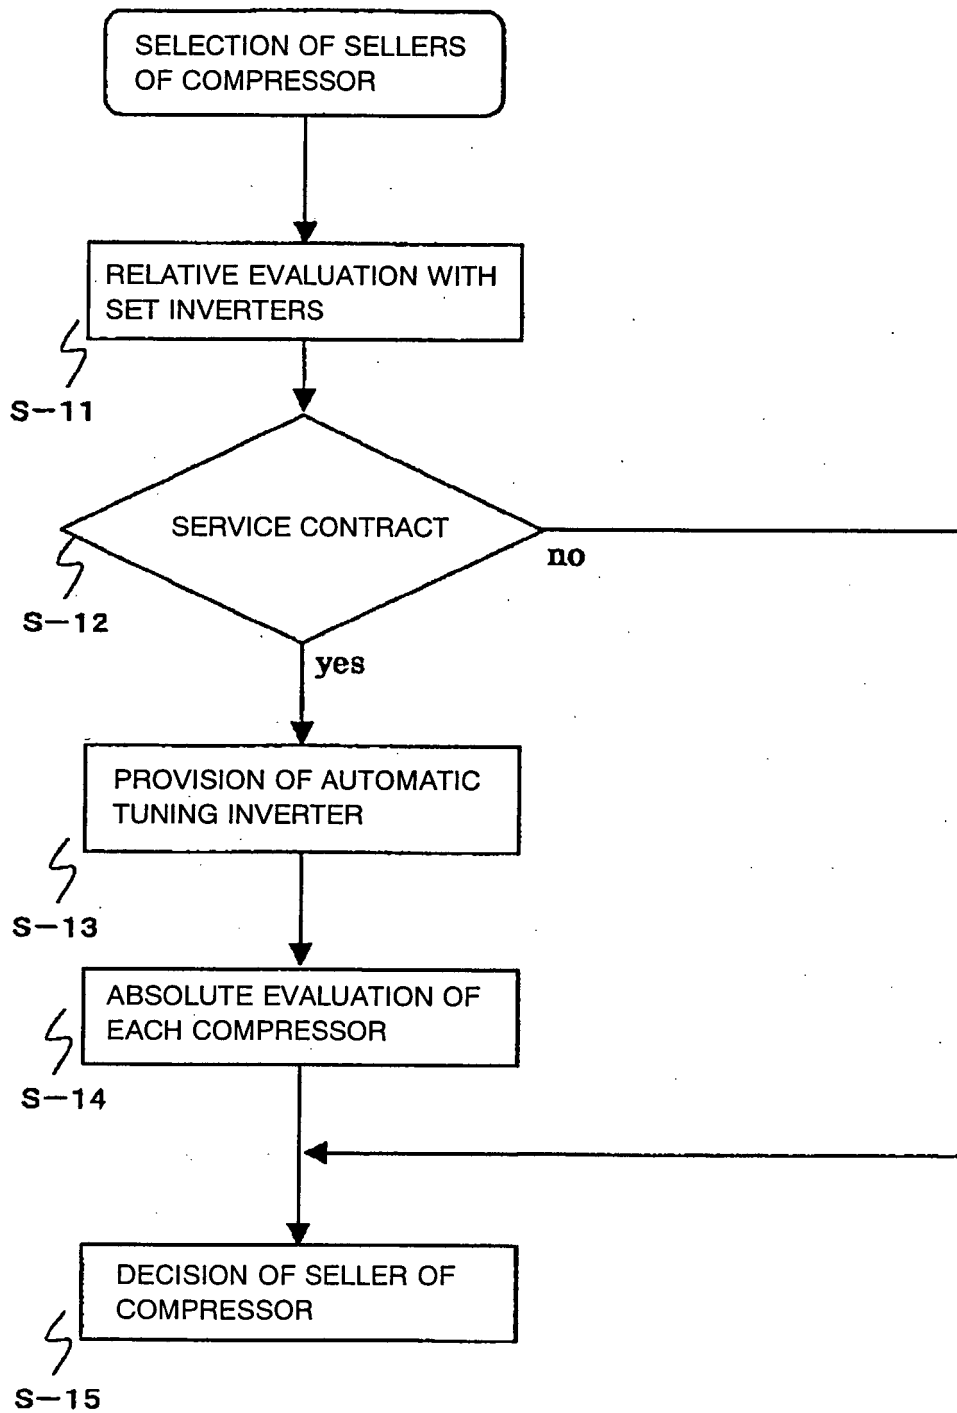 SELECTION OF SELLERS
OF COMPRESSOR
RELATIVE EVALUATION WITH
SET INVERTERS
S-11
SERVICE CONTRACT
no
S-12
yes
PROVISION OF AUTOMATIC
TUNING INVERTER
S-13
ABSOLUTE EVALUATION OF
EACH COMPRESSOR
S-14
DECISION OF SELLER OF
COMPRESSOR
S-15